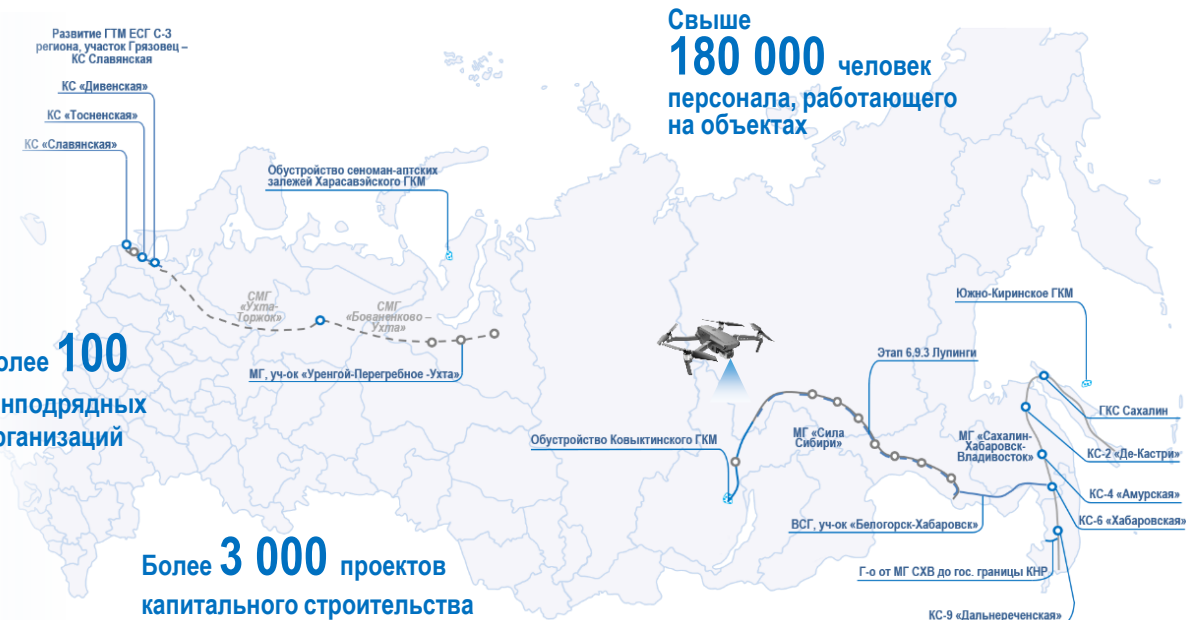 Свыше
180 000 человек
персонала, работающего
на объектах
Развитие ГТМ ЕСГ С-З
региона, участок Грязовец –
КС Славянская
КС «Дивенская»
КС «Тосненская»
КС «Славянская»
Обустройство сеноман-аптских
залежей Харасавэйского ГКМ
СМГ
«Ухта-
Торжок»
СМГ
«Бованенково –
Ухта»
МГ, уч-ок «Уренгой-Перегребное -Ухта»
олее 100
нподрядных
рганизаций
Южно-Киринское ГКМ
Этап 6.9.3 Лупинги
ГКС Сахалин
МГ «Сила
Сибири»
МГ «Сахалин-
Хабаровск-
Владивосток»
Обустройство Ковыктинского ГКМ
КС-2 «Де-Кастри»
КС-4 «Амурская»
КС-6 «Хабаровская»
ВСГ, уч-ок «Белогорск-Хабаровск»
Г-о от МГ СХВ до гос. границы КНР
КС-9 «Дальнереченская»
Более 3 000 проектов
капитального строительства